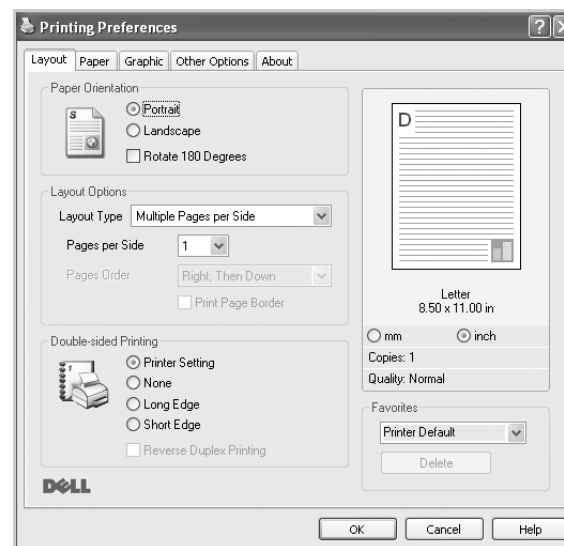 Printing Preferences
Layout Paper Graphic Other Options About
Paper Orientation
S
Portrait
Landscape
Rotate 180 Degrees
Layout Options
Layout Type Multiple Pages per Side
Pages per Side 1
Pages Order Right, Then Down
Print Page Border
Double-sided Printing
Printer Setting
None
Long Edge
Short Edge
Reverse Duplex Printing
DELL
D
Letter
8.50 x 11.00 in
mm inch
Copies: 1
Quality: Normal
Favorites
Printer Default
Delete
OK Cancel Help